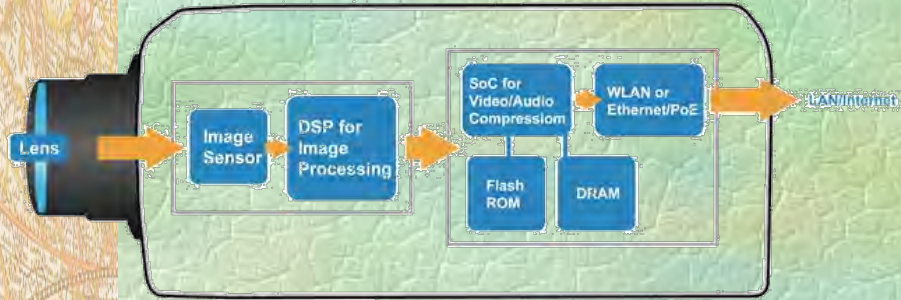 Lens
Image
Sensor
DSP for
Image
Processing
SoC for
Video/Audio
Compressiom
Flash
ROM
DRAM
WLAN or
Ethernet/PoE
LAN/Internet